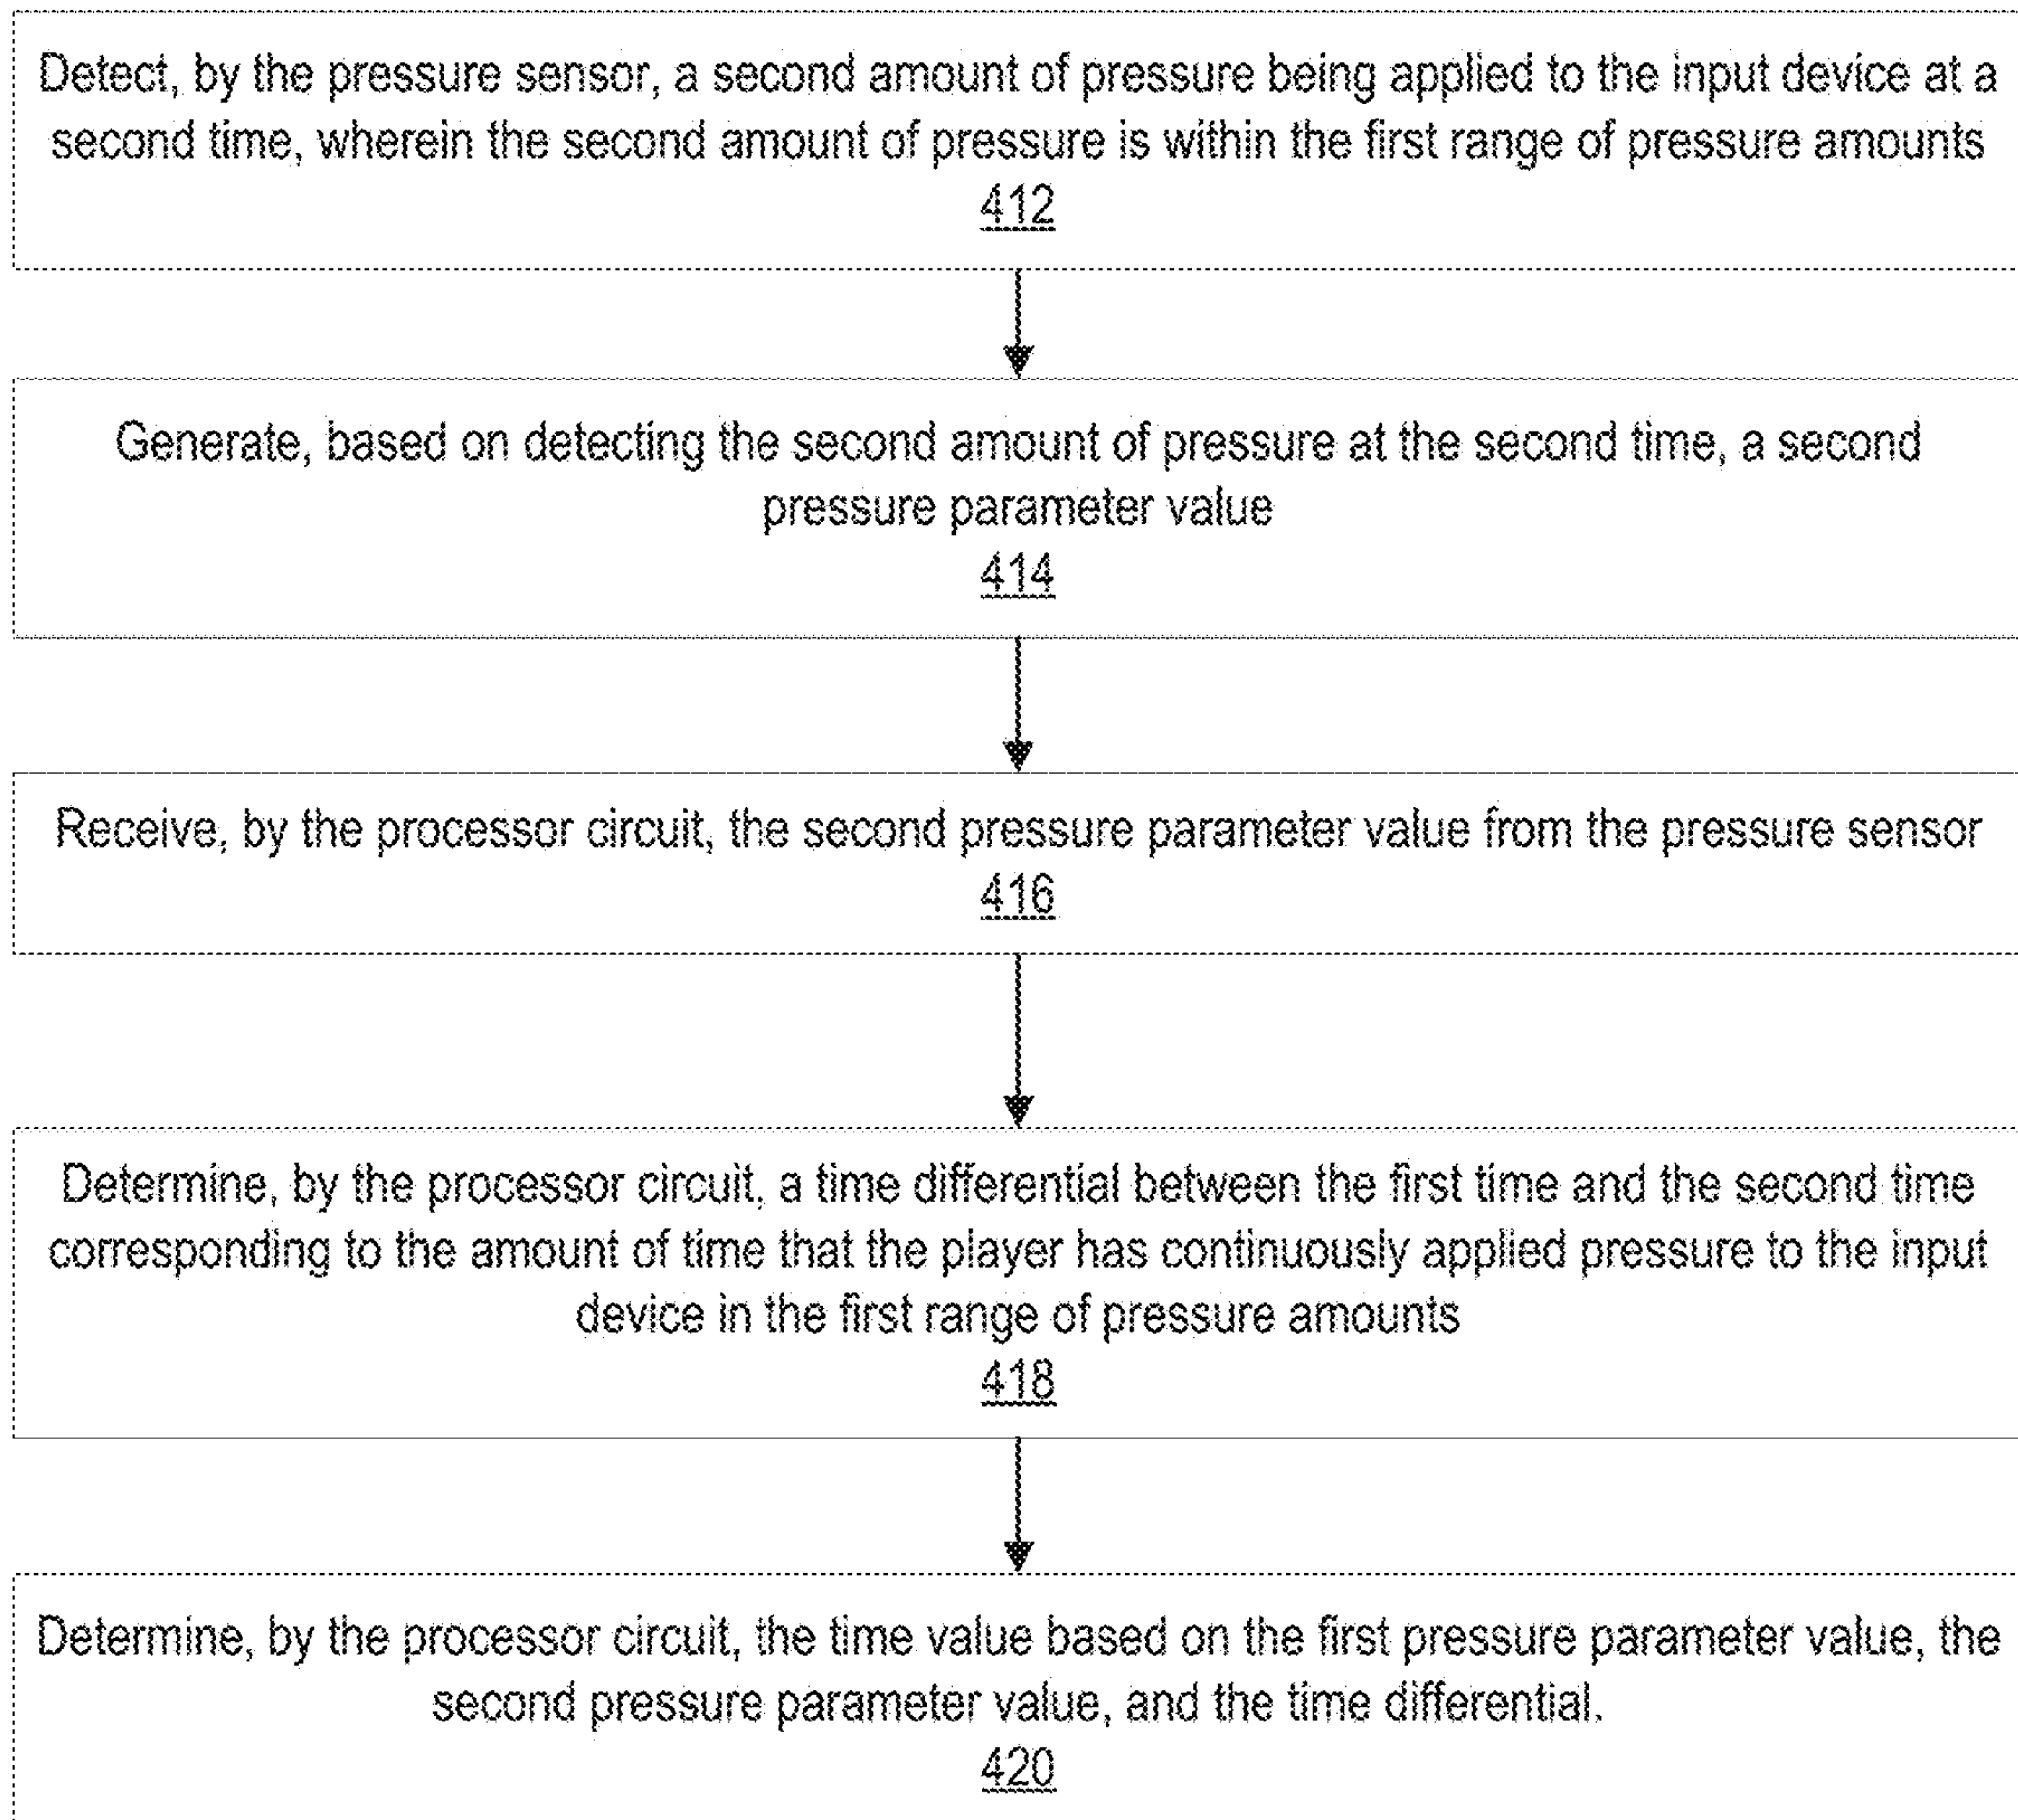 Detect, by the pressure sensor, a second amount of pressure being applied to the input device at a
second time, wherein the second amount of pressure is within the first range of pressure amounts
412
Generate, based on detecting the second amount of pressure at the second time, a second
pressure parameter value
414
Receive, by the processor circuit, the second pressure parameter value from the pressure sensor
416
Determine, by the processor circuit, a time differential between the first time and the second time
corresponding to the amount of time that the player has continuously applied pressure to the input
device in the first range of pressure amounts
418
Determine, by the processor circuit, the time value based on the first pressure parameter value, the
second pressure parameter value, and the time differential.
420